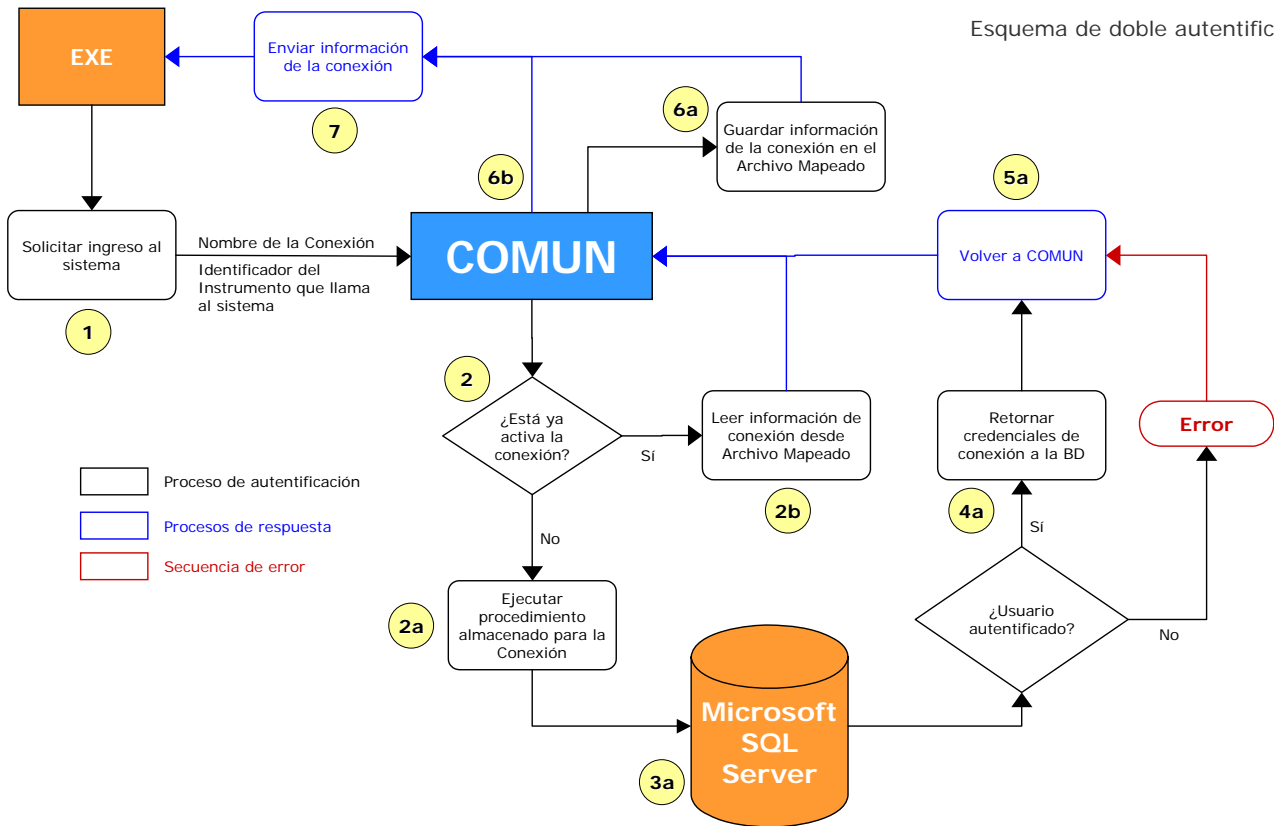 Esquema de doble autentific
EXE
Enviar información
de la conexión
7
6a
Guardar información
de la conexión en el
Archivo Mapeado
6b
5a
Solicitar ingreso al
sistema
1
Nombre de la Conexión
Identificador del
Instrumento que llama
al sistema
COMUN
Volver a COMUN
2
¿Está ya
activa la
conexión?
Sí
Leer información de
conexión desde
Archivo Mapeado
2b
Retornar
credenciales de
conexión a la BD
4a
Error
Proceso de autentificación
Procesos de respuesta
Secuencia de error
No
Sí
2a
Ejecutar
procedimiento
almacenado para la
Conexión
¿Usuario
autentificado?
No
Microsoft
SQL
Server
3a